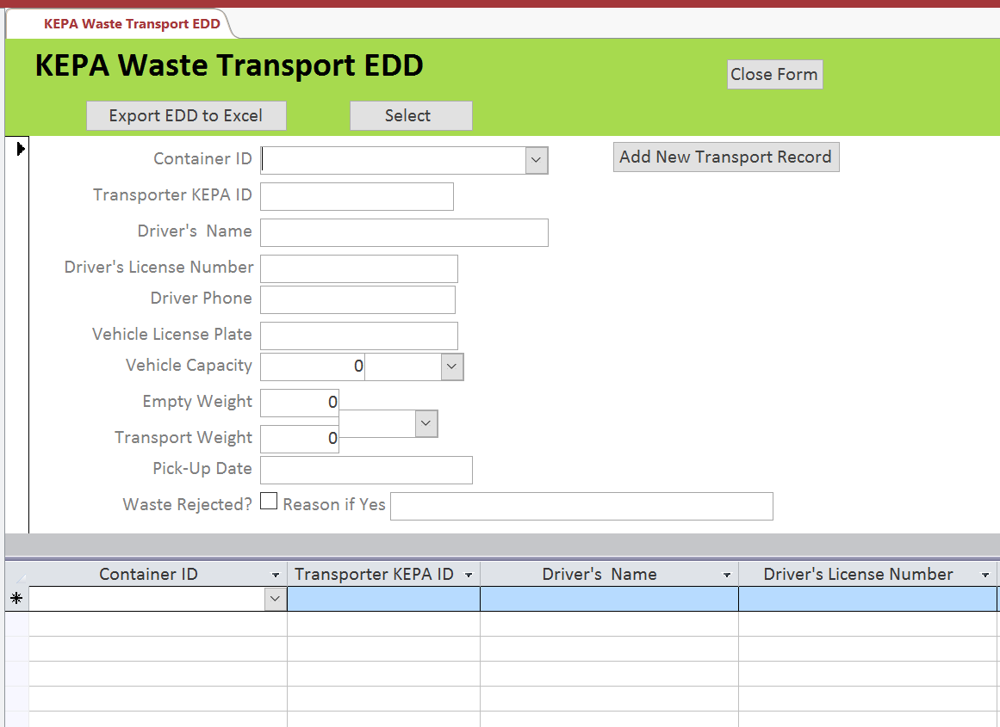 KEPA Waste Transport EDD
KEPA Waste Transport EDD
Close Form
Export EDD to Excel Select
Container ID Add New Transport Record
Transporter KEPA ID
Driver's  Name
Driver's License Number
Driver Phone
Vehicle License Plate
Vehicle Capacity 0
Empty Weight 0
Transport Weight 0
Pick-Up Date
Waste Rejected? Reason if Yes
Container ID Transporter KEPA ID Driver's  Name Driver's License Number